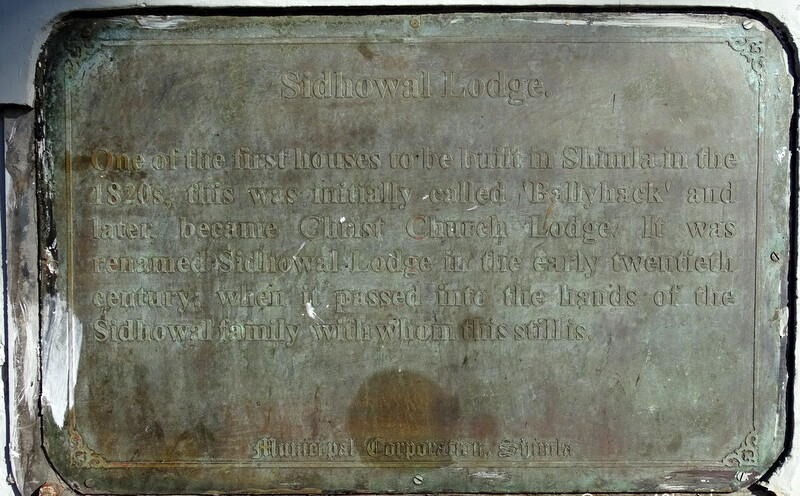 Sidhowal Lodge.
One of the first houses to be built in Shimla in the
1820s, this was initially called 'Ballyhack' and
later became Christ Church Lodge. It was
renamed Sidhowal Lodge in the early twentieth
century, when it passed into the hands of the
Sidhowal family with whom this still is.
Municipal Corporation, Shimla